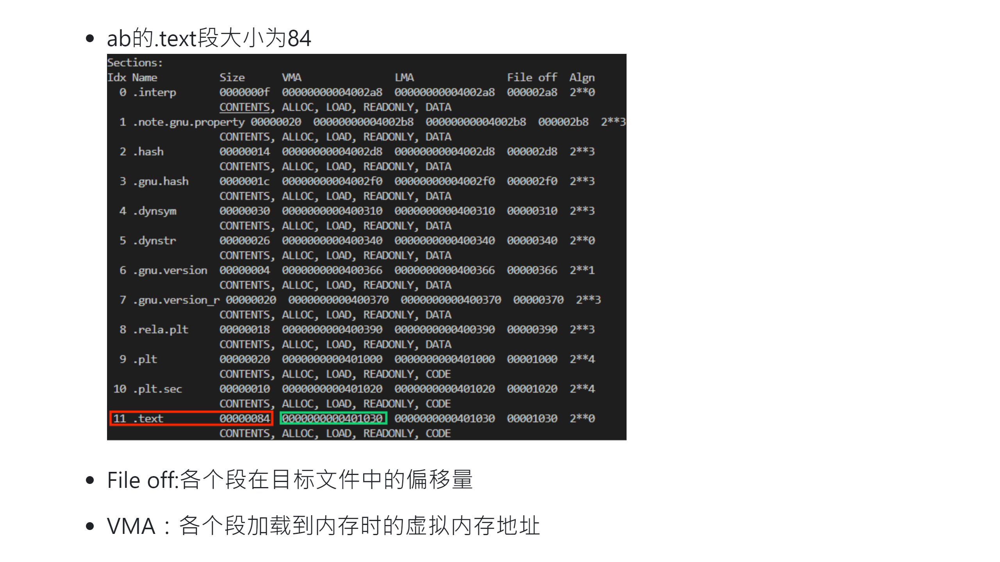 ab的.text段大小为84
Sections:
Idx Name          Size      VMA               LMA               File off  Algn
  0 .interp       0000000f  00000000004002a8  00000000004002a8  000002a8  2**0
                  CONTENTS, ALLOC, LOAD, READONLY, DATA
  1 .note.gnu.property 00000020  00000000004002b8  00000000004002b8  000002b8  2**3
                  CONTENTS, ALLOC, LOAD, READONLY, DATA
  2 .hash         00000014  00000000004002d8  00000000004002d8  000002d8  2**3
                  CONTENTS, ALLOC, LOAD, READONLY, DATA
  3 .gnu.hash     0000001c  00000000004002f0  00000000004002f0  000002f0  2**3
                  CONTENTS, ALLOC, LOAD, READONLY, DATA
  4 .dynsym       00000030  0000000000400310  0000000000400310  00000310  2**3
                  CONTENTS, ALLOC, LOAD, READONLY, DATA
  5 .dynstr       00000026  0000000000400340  0000000000400340  00000340  2**0
                  CONTENTS, ALLOC, LOAD, READONLY, DATA
  6 .gnu.version  00000004  0000000000400366  0000000000400366  00000366  2**1
                  CONTENTS, ALLOC, LOAD, READONLY, DATA
  7 .gnu.version_r 00000020  0000000000400370  0000000000400370  00000370  2**3
                  CONTENTS, ALLOC, LOAD, READONLY, DATA
  8 .rela.plt     00000018  0000000000400390  0000000000400390  00000390  2**3
                  CONTENTS, ALLOC, LOAD, READONLY, DATA
  9 .plt          00000020  0000000000401000  0000000000401000  00001000  2**4
                  CONTENTS, ALLOC, LOAD, READONLY, CODE
 10 .plt.sec      00000010  0000000000401020  0000000000401020  00001020  2**4
                  CONTENTS, ALLOC, LOAD, READONLY, CODE
 11 .text         00000084  0000000000401030  0000000000401030  00001030  2**0
                  CONTENTS, ALLOC, LOAD, READONLY, CODE
File off:各个段在目标文件中的偏移量
VMA：各个段加载到内存时的虚拟内存地址